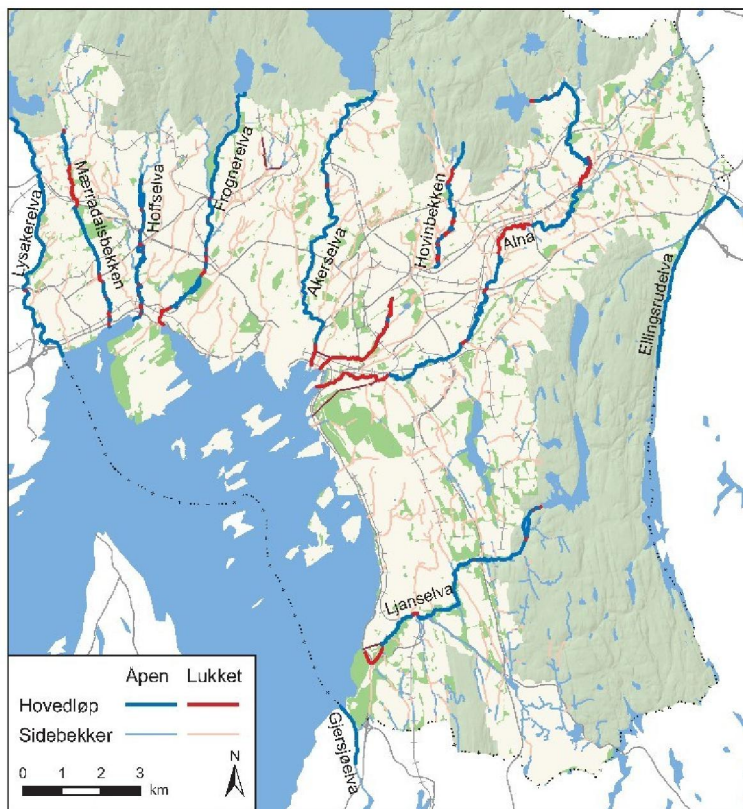 Lysakerelva
Mærradalsbekken
Hoffselva
Frognerelva
Akerselva
Hovinbekken
Alna
Ellingsrudelva
Ljanselva
Gjersjøelva
Åpen Lukket
Hovedløp
Sidebekker
N
0 1 2 3
km